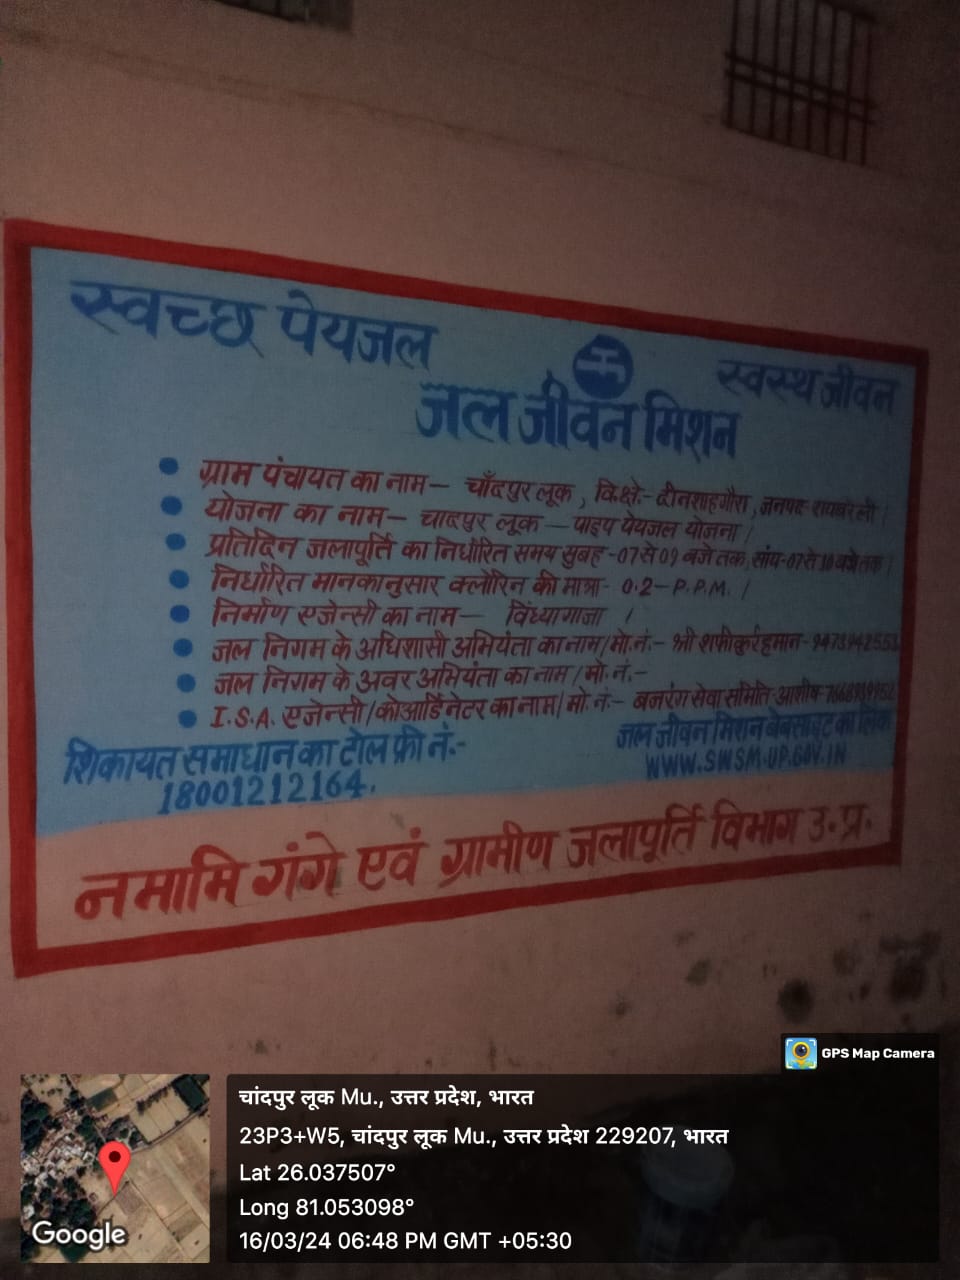 स्वच्छ पेयजल
स्वस्थ जीवन
जल जीवन मिशन
ग्राम पंचायत का नाम— चाँदपुर लूक, वि.क्षे.- दीनशाहगौरा, जनपद- रायबरेली।
योजना का नाम— चादपुर लूक — पाइप पेयजल योजना।
प्रतिदिन जलापूर्ति का निर्धारित समय सुबह-07 से 09 बजे तक, सांय-07 से 10 बजे तक।
निर्धारित मानकानुसार क्लोरिन की मात्रा- 0.2-P.P.M. ।
निर्माण एजेन्सी का नाम— विंध्यागाजा ।
जल निगम के अधिशासी अभियंता का नाम/मो.नं.- श्री शफीकुर्रहमान-
जल निगम के अवर अभियंता का नाम/मो.नं.-
I.S.A. एजेन्सी/कोआर्डिनेटर का नाम/मो.नं.- बजरंग सेवा समिति-आशीष-
शिकायत समाधान का टोल फ्री नं.-
18001212164.
जल जीवन मिशन बेबसाइट का लिंक
WWW.SWSM-UP.GOV.IN
नमामि गंगे एवं ग्रामीण जलापूर्ति विभाग उ.प्र.
GPS Map Camera
चांदपुर लूक Mu., उत्तर प्रदेश, भारत
23P3+W5, चांदपुर लूक Mu., उत्तर प्रदेश 229207, भारत
Lat 26.037507°
Long 81.053098°
16/03/24 06:48 PM GMT +05:30
Google